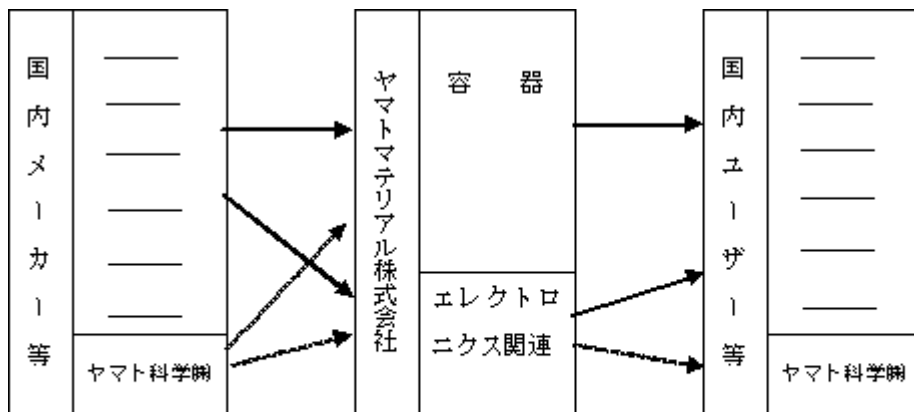 国内メーカー等
ヤマト科学㈱
ヤマトマテリアル株式会社
容器
エレクトロ
ニクス関連
国内ユーザー等
ヤマト科学㈱